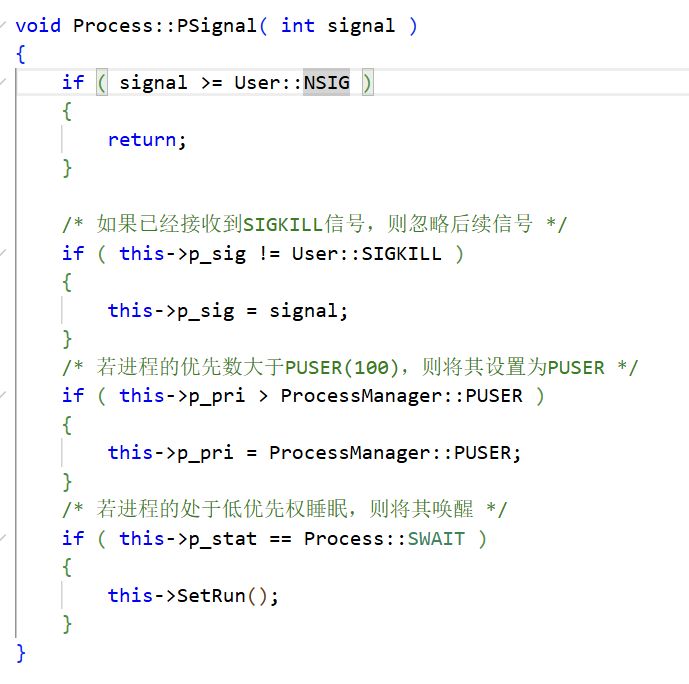 void Process::PSignal( int signal )
{
    if ( signal >= User::NSIG )
    {
        return;
    }

    /* 如果已经接收到SIGKILL信号，则忽略后续信号 */
    if ( this->p_sig != User::SIGKILL )
    {
        this->p_sig = signal;
    }
    /* 若进程的优先数大于PUSER(100)，则将其设置为PUSER */
    if ( this->p_pri > ProcessManager::PUSER )
    {
        this->p_pri = ProcessManager::PUSER;
    }
    /* 若进程的处于低优先权睡眠，则将其唤醒 */
    if ( this->p_stat == Process::SWAIT )
    {
        this->SetRun();
    }
}